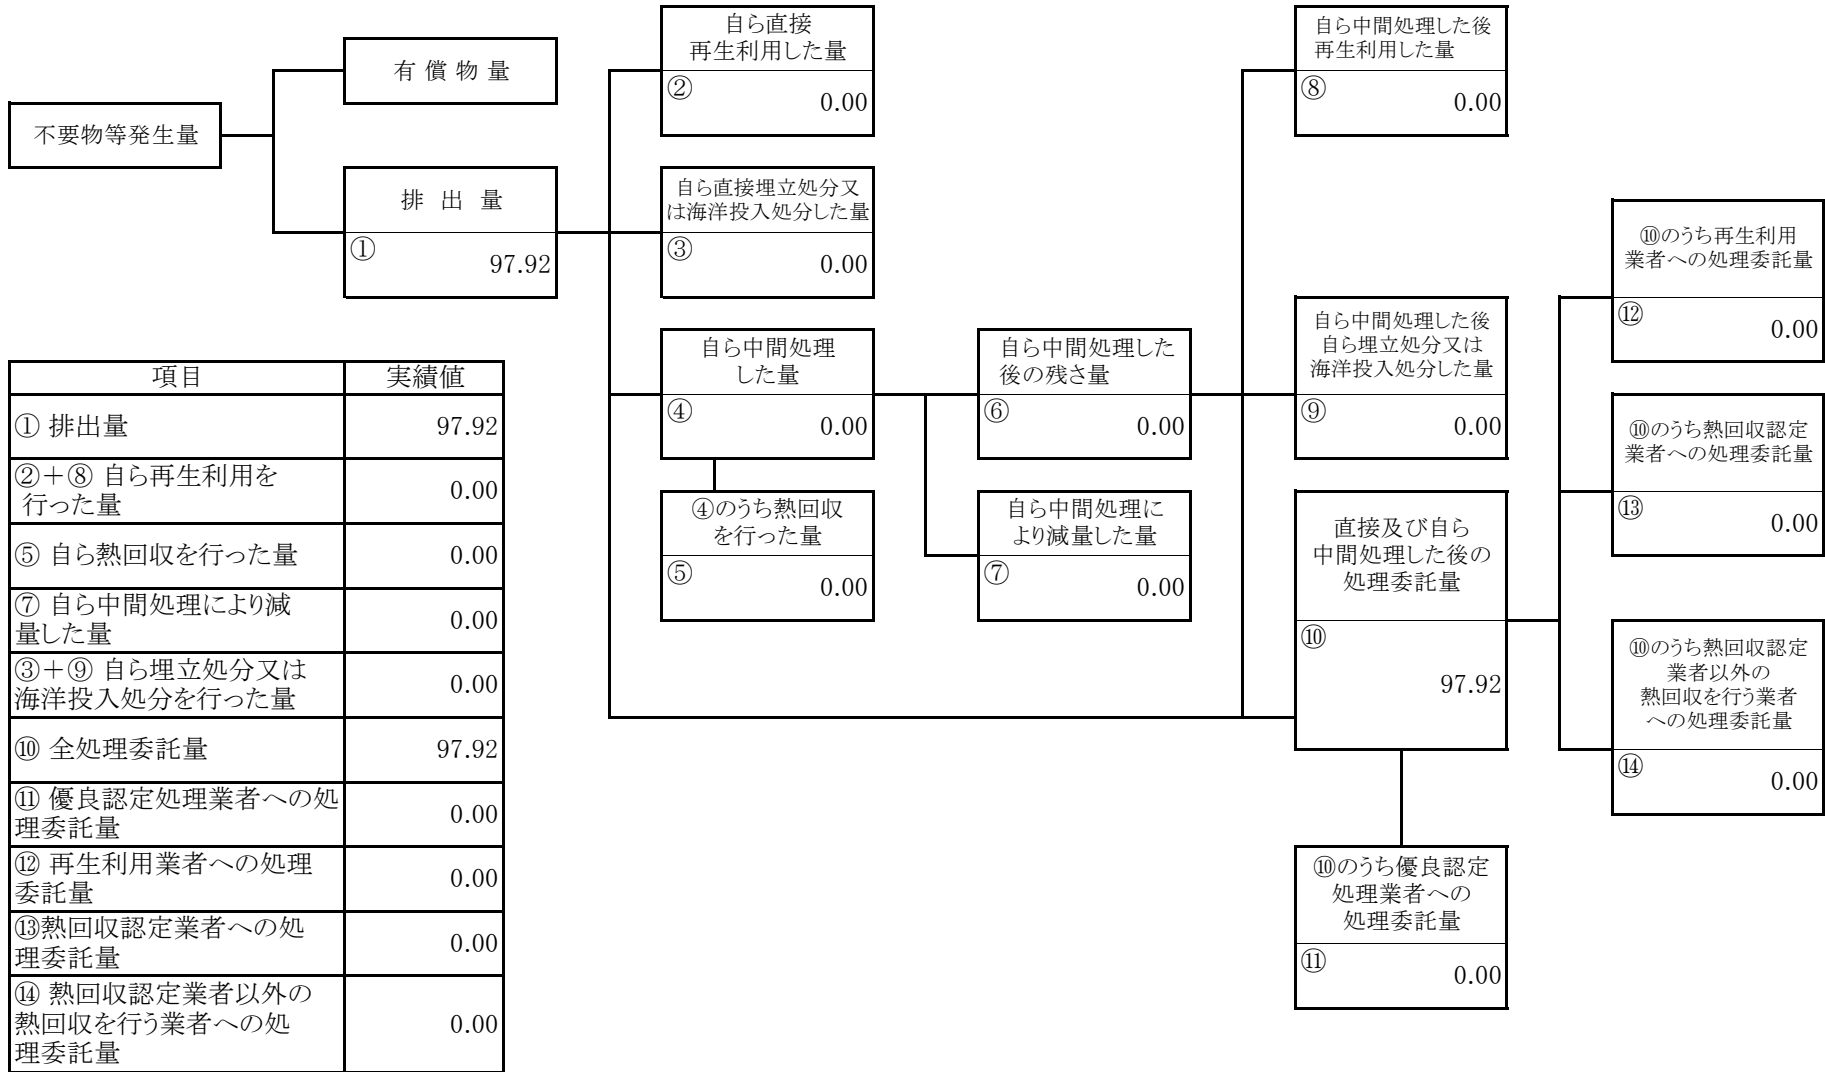 不要物等発生量
有 償 物 量
排 出 量
①
97.92
自ら直接
再生利用した量
②
0.00
自ら直接埋立処分又
は海洋投入処分した量
③
0.00
自ら中間処理
した量
④
0.00
④のうち熱回収
を行った量
⑤
0.00
自ら中間処理した
後の残さ量
⑥
0.00
自ら中間処理に
より減量した量
⑦
0.00
自ら中間処理した後
再生利用した量
⑧
0.00
自ら中間処理した後
自ら埋立処分又は
海洋投入処分した量
⑨
0.00
直接及び自ら
中間処理した後の
処理委託量
⑩
97.92
⑩のうち優良認定
処理業者への
処理委託量
⑪
0.00
⑩のうち再生利用
業者への処理委託量
⑫
0.00
⑩のうち熱回収認定
業者への処理委託量
⑬
0.00
⑩のうち熱回収認定
業者以外の
熱回収を行う業者
への処理委託量
⑭
0.00
項目 実績値
① 排出量 97.92
②＋⑧ 自ら再生利用を
行った量 0.00
⑤ 自ら熱回収を行った量 0.00
⑦ 自ら中間処理により減
量した量 0.00
③＋⑨ 自ら埋立処分又は
海洋投入処分を行った量 0.00
⑩ 全処理委託量 97.92
⑪ 優良認定処理業者への処
理委託量 0.00
⑫ 再生利用業者への処理
委託量 0.00
⑬熱回収認定業者への処
理委託量 0.00
⑭ 熱回収認定業者以外の
熱回収を行う業者への処
理委託量 0.00